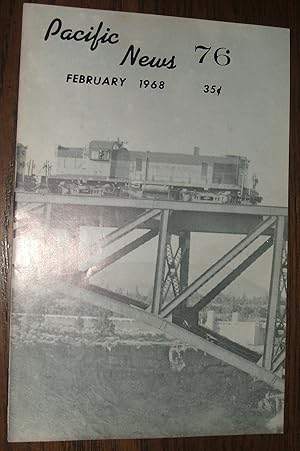 Pacific
News 76
FEBRUARY 1968 35¢